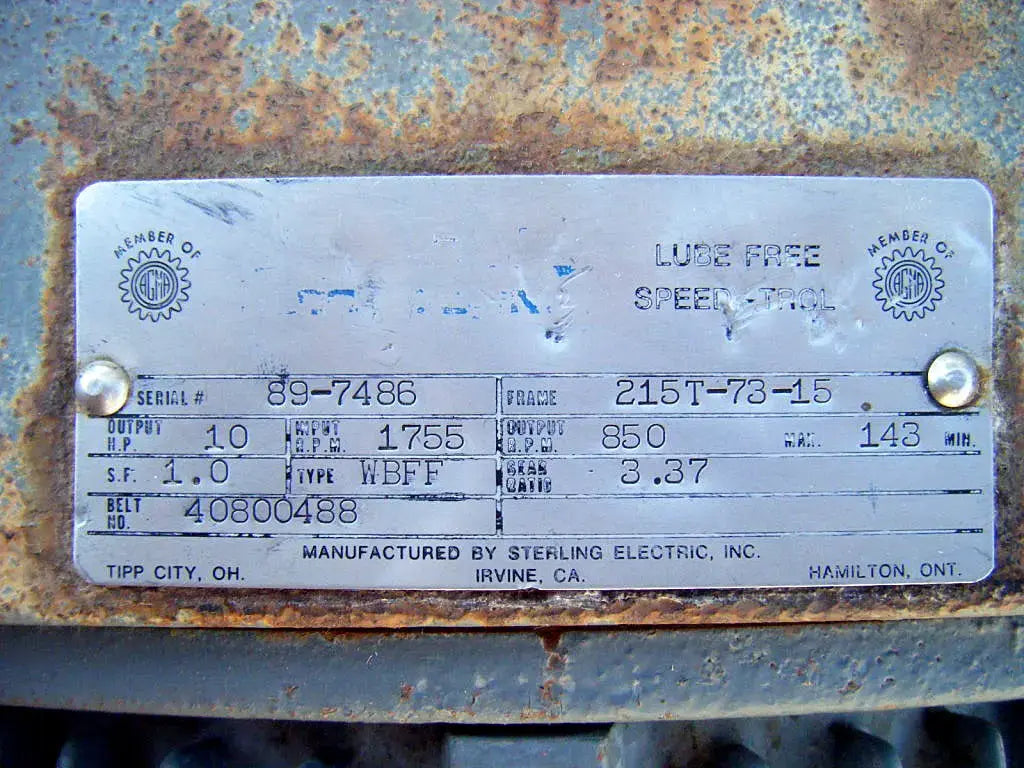 MEMBER OF
AGMA
LUBE FREE
SPEED-TROL
MEMBER OF
AGMA
SERIAL # 89-7486 FRAME 215T-73-15
OUTPUT H.P. 10 INPUT R.P.M. 1755 OUTPUT R.P.M. 850 MAX. 143 MIN.
S.F. 1.0 TYPE WBFF GEAR RATIO 3.37
BELT NO. 40800488
MANUFACTURED BY STERLING ELECTRIC, INC.
TIPP CITY, OH. IRVINE, CA. HAMILTON, ONT.